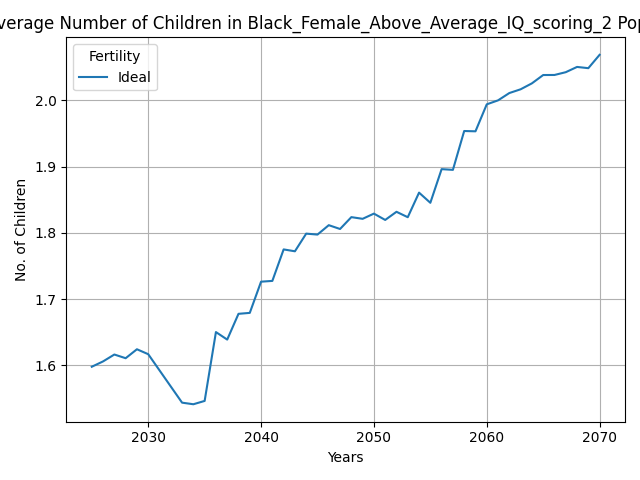 verage Number of Children in Black_Female_Above_Average_IQ_scoring_2 Pop
Fertility
Ideal
No. of Children
2.0
1.9
1.8
1.7
1.6
2030 2040 2050 2060 2070
Years